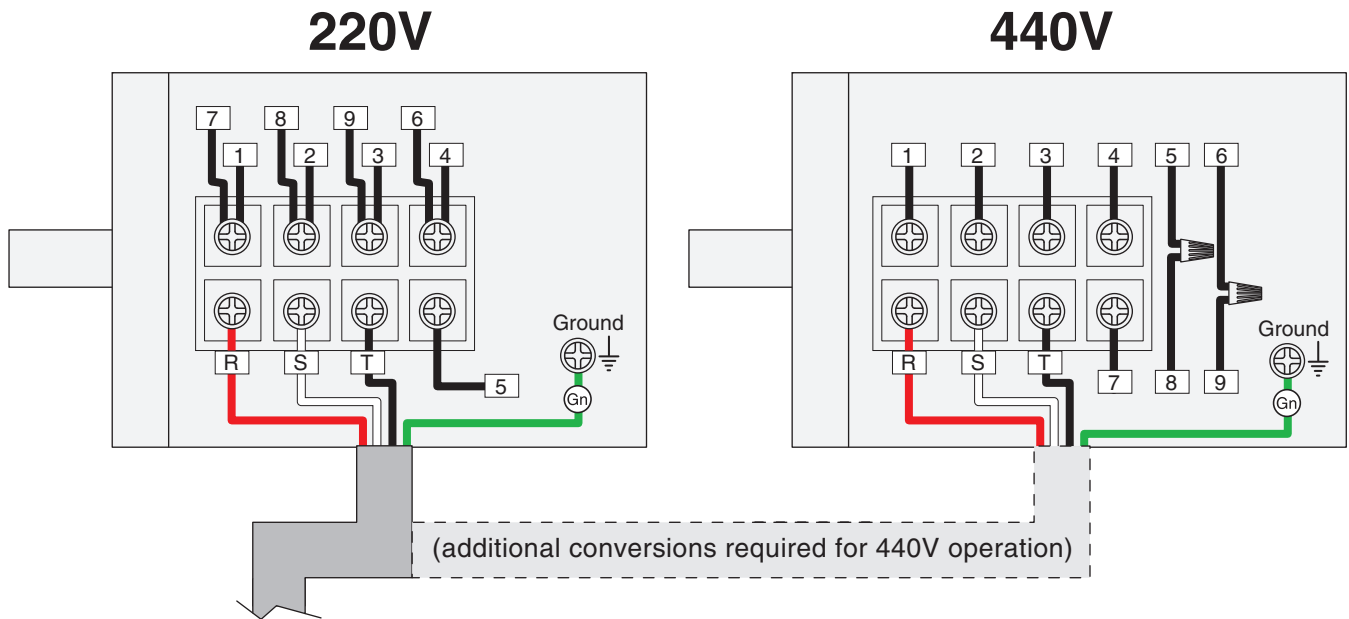 220V
7 8 9 6
1 2 3 4
R S T
5
Ground
Gn
440V
1 2 3 4 5 6
R S T
7 8 9
Ground
Gn
(additional conversions required for 440V operation)